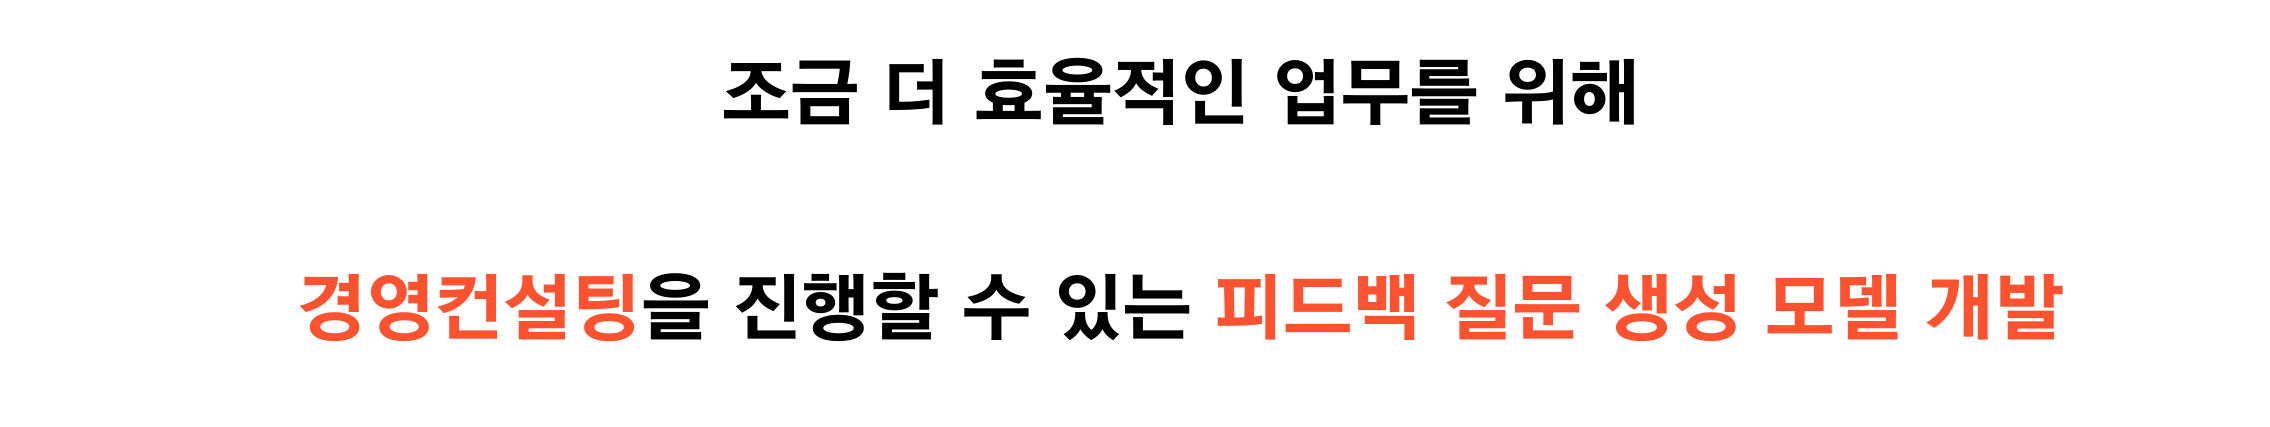 조금 더 효율적인 업무를 위해
경영컨설팅을 진행할 수 있는 피드백 질문 생성 모델 개발